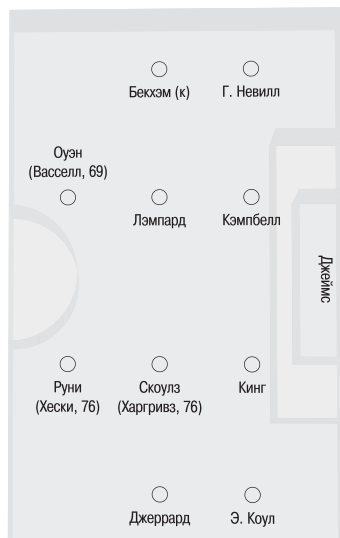 Бекхэм (к)
Г. Невилл
Оуэн
(Васселл, 69)
Лэмпард
Кэмпбелл
Джеймс
Руни
(Хески, 76)
Скоулз
(Харгривз, 76)
Кинг
Джеррард
Э. Коул